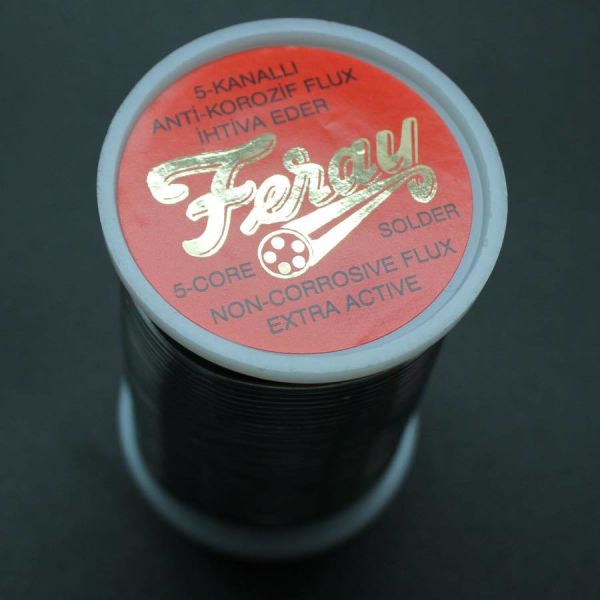 5-KANALLI
ANTİ-KOROZİF FLUX
İHTİVA EDER
Feray
SOLDER
5-CORE
NON-CORROSIVE FLUX
EXTRA ACTIVE